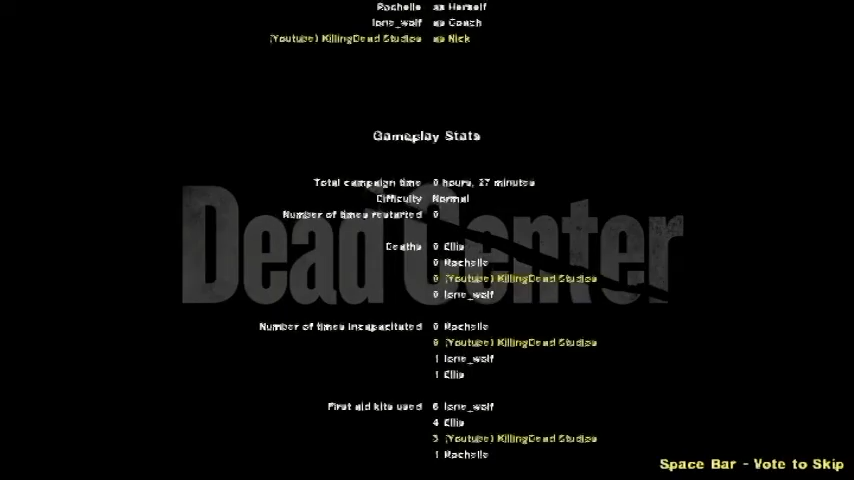 Rochelle as Herself
lone_wolf as Coach
(Youtube) KillingDead Studios as Nick
Gameplay Stats
Total campaign time 0 hours, 27 minutes
Difficulty Normal
Number of times restarted 0
Dead Center
Deaths 0 Ellis
0 Rochelle
0 (Youtube) KillingDead Studios
0 lone_wolf
Number of times incapacitated 0 Rochelle
0 (Youtube) KillingDead Studios
1 lone_wolf
1 Ellis
First aid kits used 6 lone_wolf
4 Ellis
3 (Youtube) KillingDead Studios
1 Rochelle
Space Bar - Vote to Skip